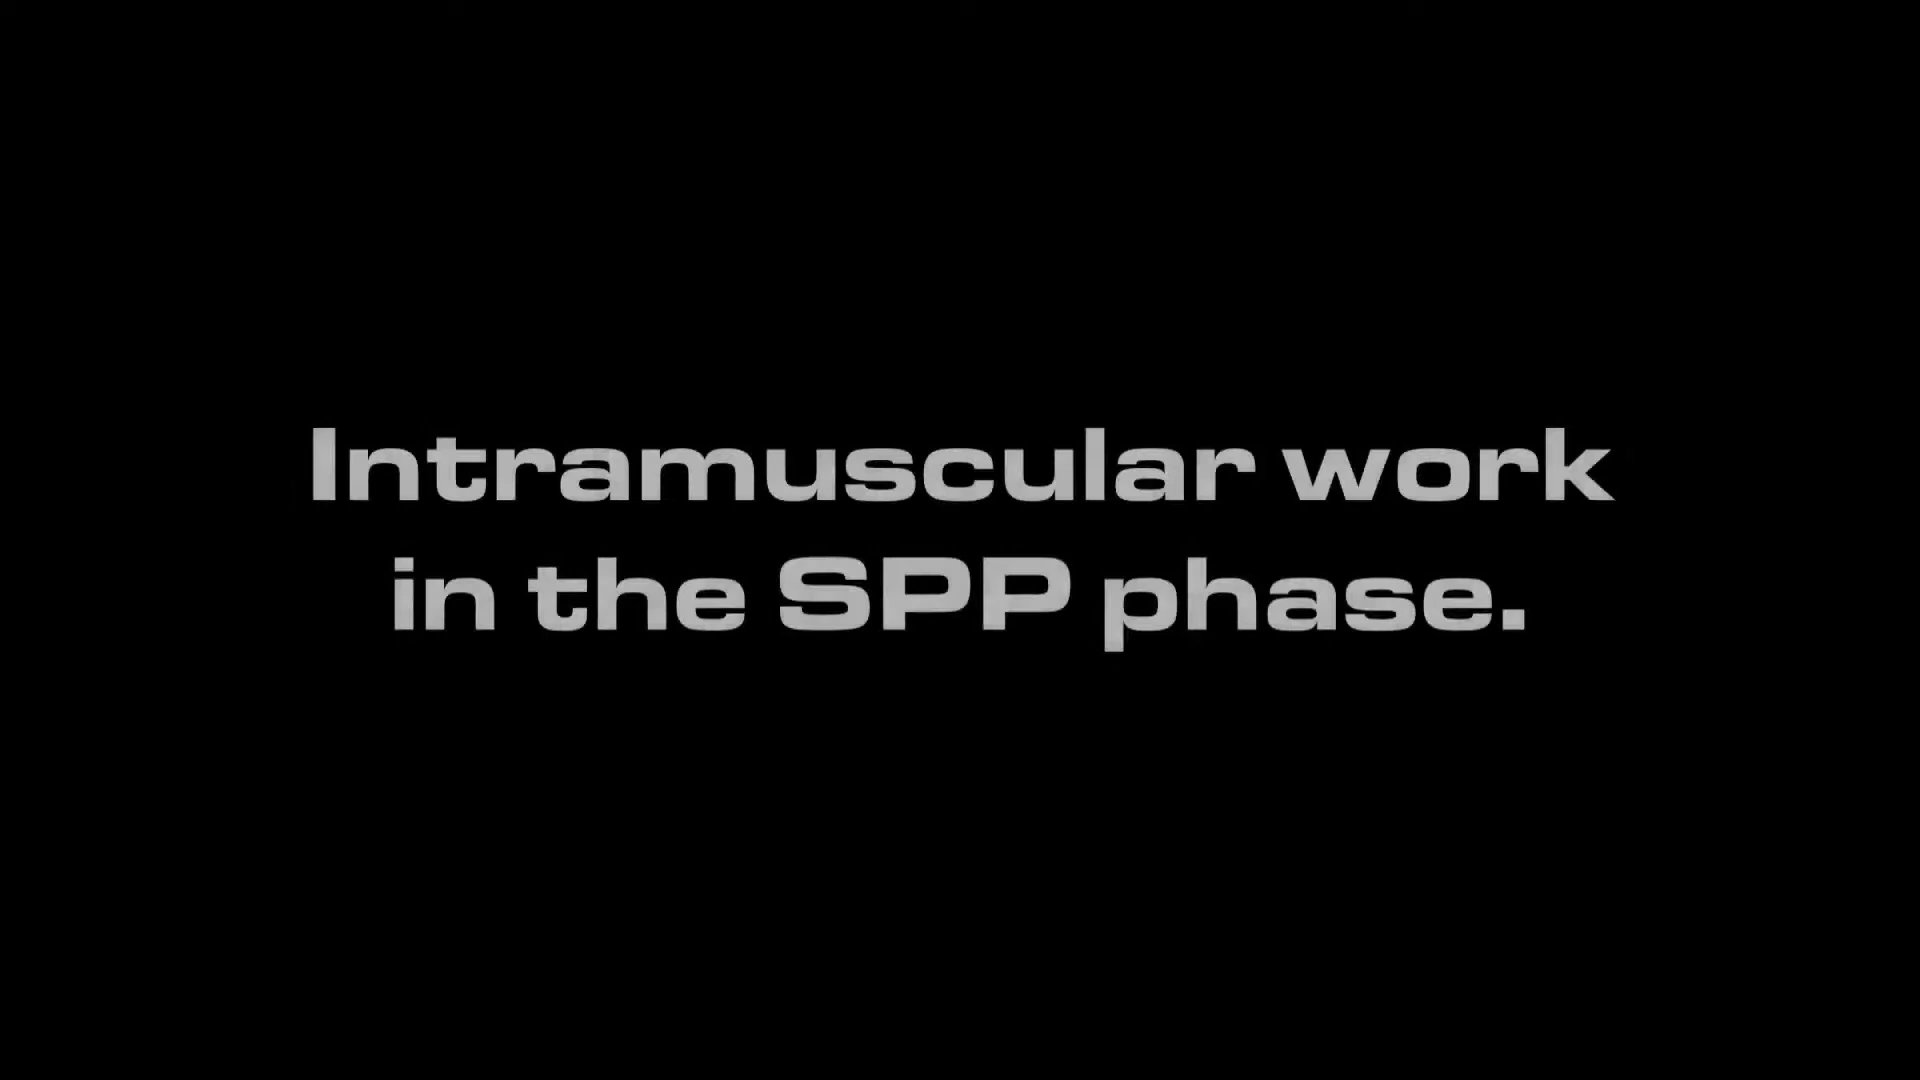 Intramuscular work
in the SPP phase.